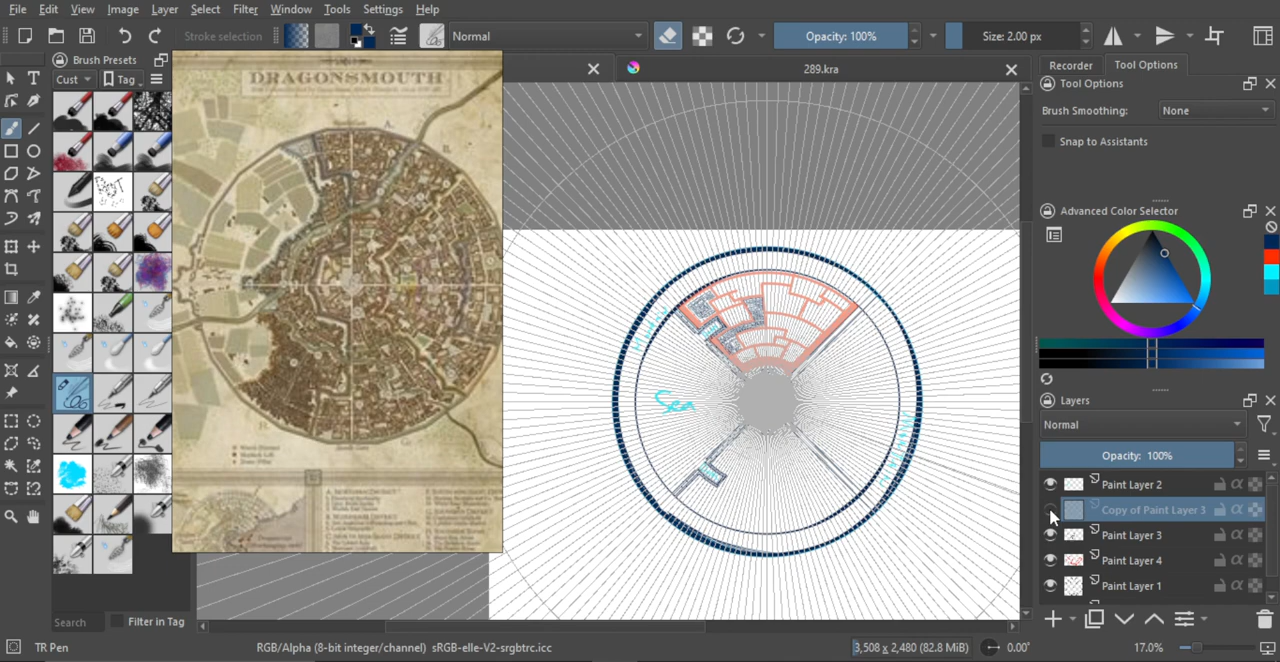 File Edit View Image Layer Select Filter Window Tools Settings Help
Stroke selection Normal Opacity: 100% Size: 2.00 px
Brush Presets
Cust Tag
289.kra
Recorder Tool Options
Tool Options
Brush Smoothing: None
Snap to Assistants
Advanced Color Selector
DRAGONSMOUTH
Sea
Layers
Normal
Opacity: 100%
Paint Layer 2
Copy of Paint Layer 3
Paint Layer 3
Paint Layer 4
Paint Layer 1
Search Filter in Tag
TR Pen RGB/Alpha (8-bit integer/channel) sRGB-elle-V2-srgbtrc.icc 3,508 x 2,480 (82.8 MiB) 0.00° 17.0%